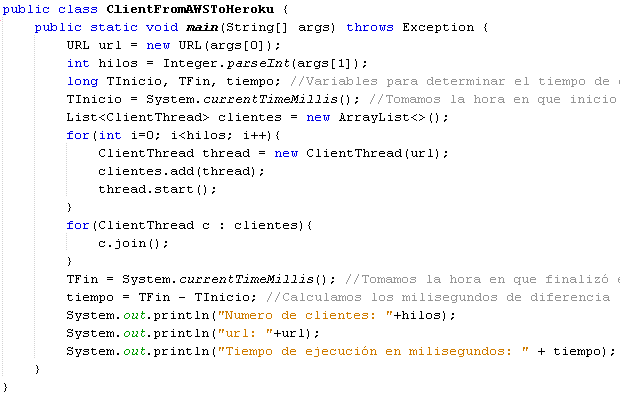 public class ClientFromAWSToHeroku {
    public static void main(String[] args) throws Exception {
        URL url = new URL(args[0]);
        int hilos = Integer.parseInt(args[1]);
        long TInicio, TFin, tiempo; //Variables para determinar el tiempo de
        TInicio = System.currentTimeMillis(); //Tomamos la hora en que inicio
        List<ClientThread> clientes = new ArrayList<>();
        for(int i=0; i<hilos; i++){
            ClientThread thread = new ClientThread(url);
            clientes.add(thread);
            thread.start();
        }
        for(ClientThread c : clientes){
            c.join();
        }
        TFin = System.currentTimeMillis(); //Tomamos la hora en que finalizó
        tiempo = TFin - TInicio; //Calculamos los milisegundos de diferencia
        System.out.println("Numero de clientes: "+hilos);
        System.out.println("url: "+url);
        System.out.println("Tiempo de ejecución en milisegundos: " + tiempo);
    }
}